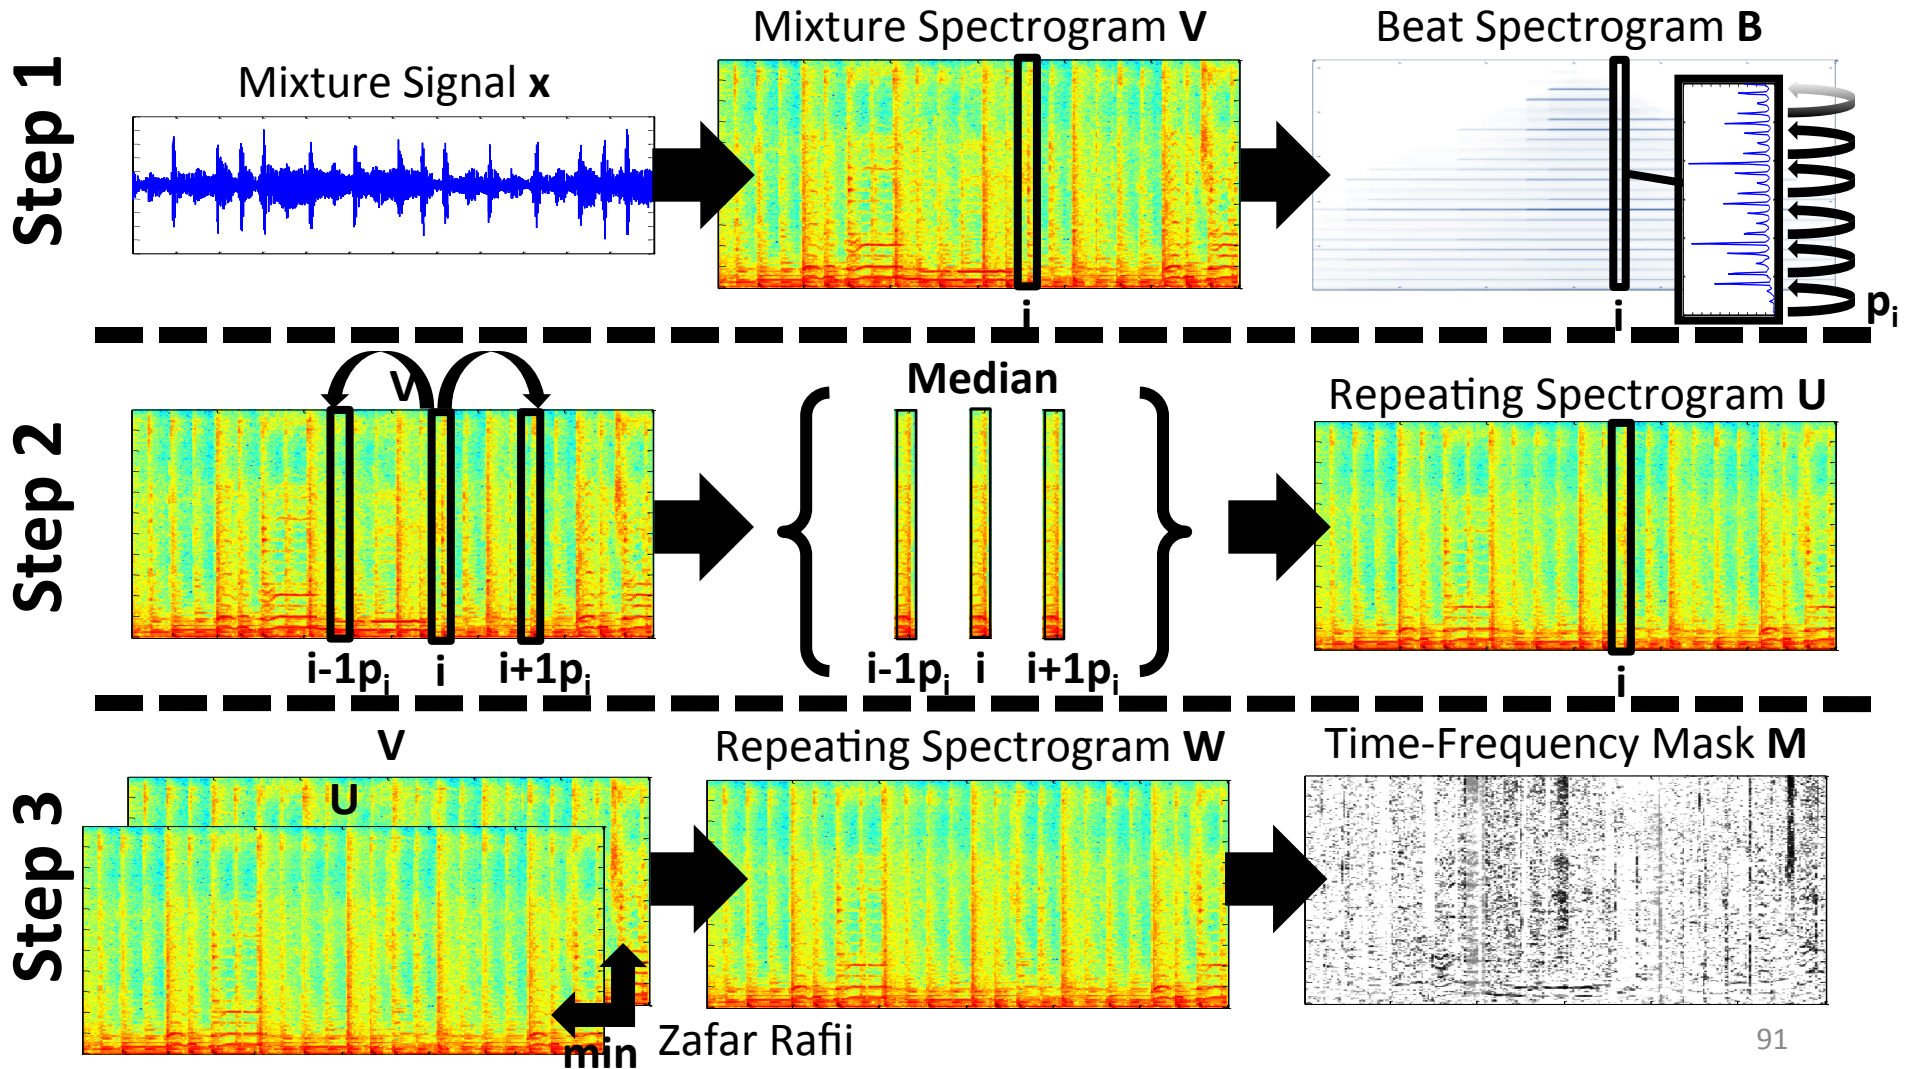 Step 1
Mixture Signal x
Mixture Spectrogram V
i
Beat Spectrogram B
i
pi
Step 2
V
i-1pi
i
i+1pi
Median
i-1pi
i
i+1pi
Repeating Spectrogram U
i
Step 3
V
U
min
Repeating Spectrogram W
Time-Frequency Mask M
Zafar Rafii
91